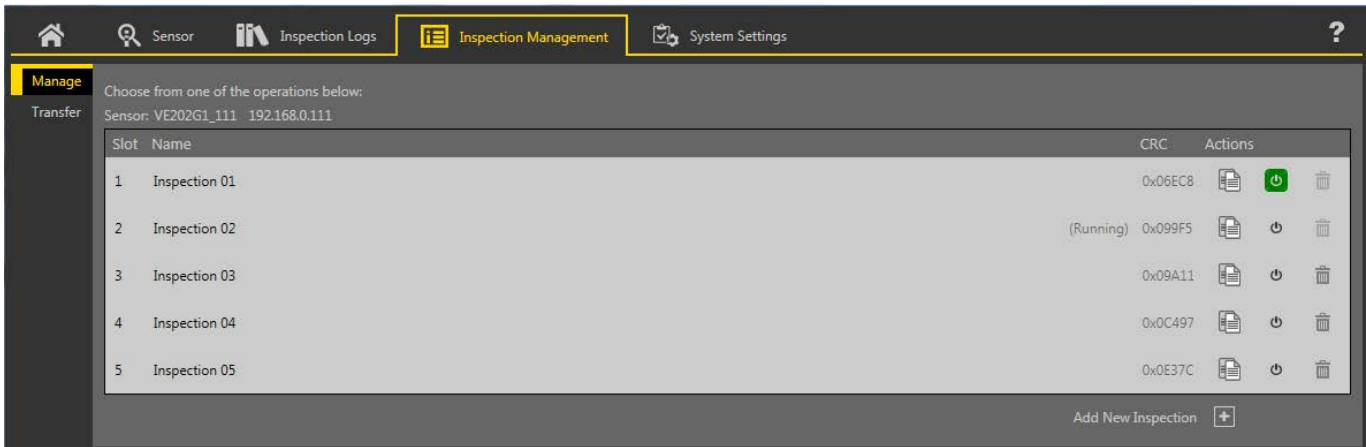 Sensor Inspection Logs Inspection Management System Settings ?
Manage
Transfer
Choose from one of the operations below:
Sensor: VE202G1_111 192.168.0.111
Slot Name CRC Actions
1 Inspection 01 0x06EC8
2 Inspection 02 (Running) 0x099F5
3 Inspection 03 0x09A11
4 Inspection 04 0x0C497
5 Inspection 05 0x0E37C
Add New Inspection +